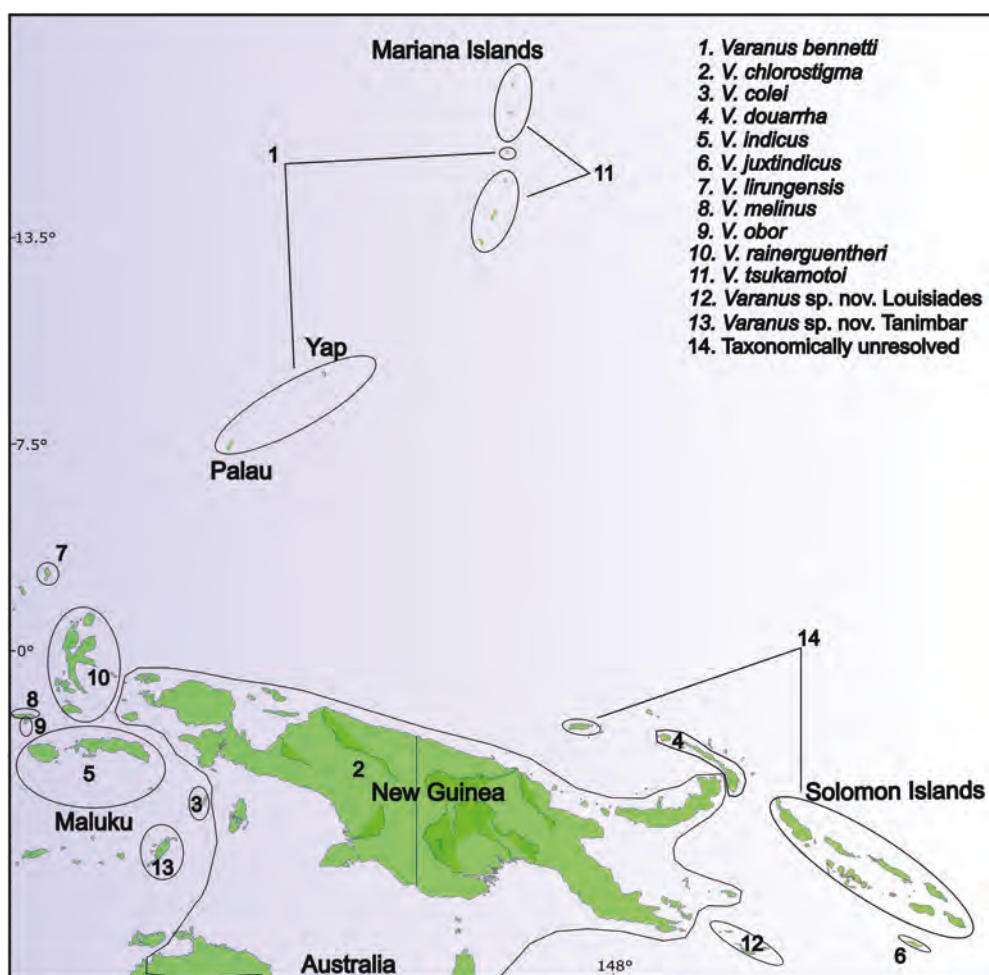 Mariana Islands
1. Varanus bennetti
2. V. chlorostigma
3. V. colei
4. V. douarrha
5. V. indicus
6. V. juxtindicus
7. V. lirungensis
8. V. melinus
9. V. obor
10. V. rainerguentheri
11. V. tsukamotoi
12. Varanus sp. nov. Louisiades
13. Varanus sp. nov. Tanimbar
14. Taxonomically unresolved
1
11
13.5°
Yap
7.5°
Palau
7
14
0°
10
8
9
4
5
2
New Guinea
Solomon Islands
3
Maluku
13
12
6
Australia
148°